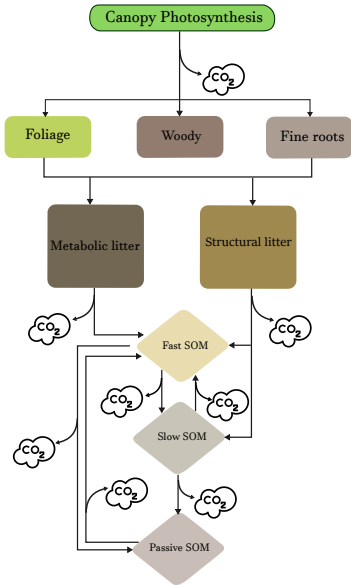 Canopy Photosynthesis
CO2
Foliage
Woody
Fine roots
Metabolic litter
Structural litter
CO2
CO2
Fast SOM
CO2
CO2
Slow SOM
CO2
CO2
CO2
Passive SOM